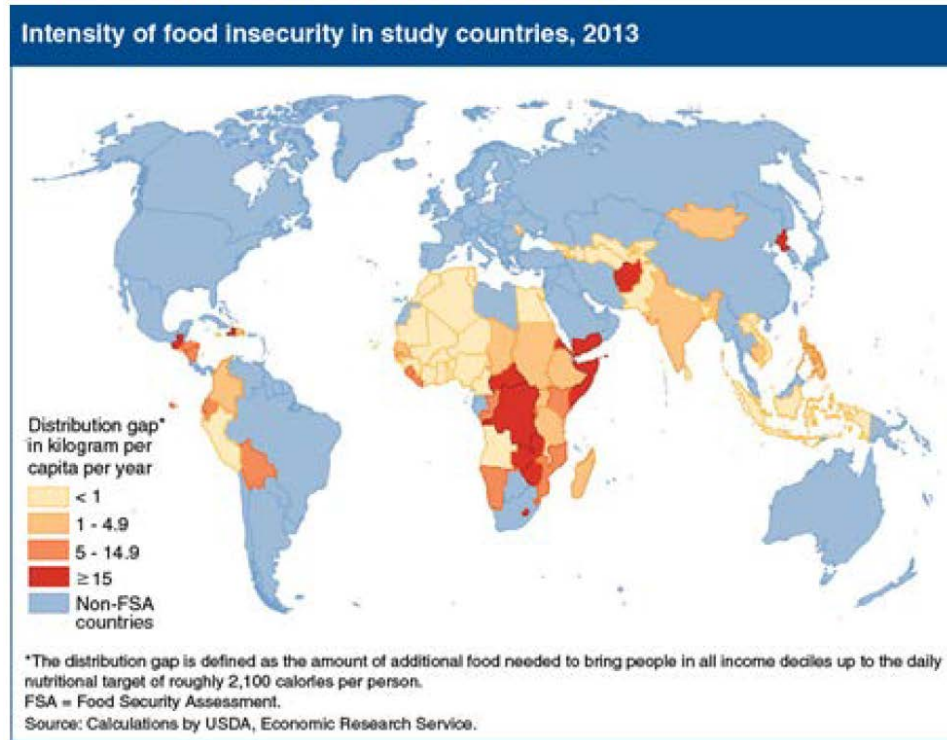 Intensity of food insecurity in study countries, 2013
Distribution gap*
in kilogram per
capita per year
< 1
1 - 4.9
5 - 14.9
≥ 15
Non-FSA
countries
*The distribution gap is defined as the amount of additional food needed to bring people in all income deciles up to the daily
nutritional target of roughly 2,100 calories per person.
FSA = Food Security Assessment.
Source: Calculations by USDA, Economic Research Service.